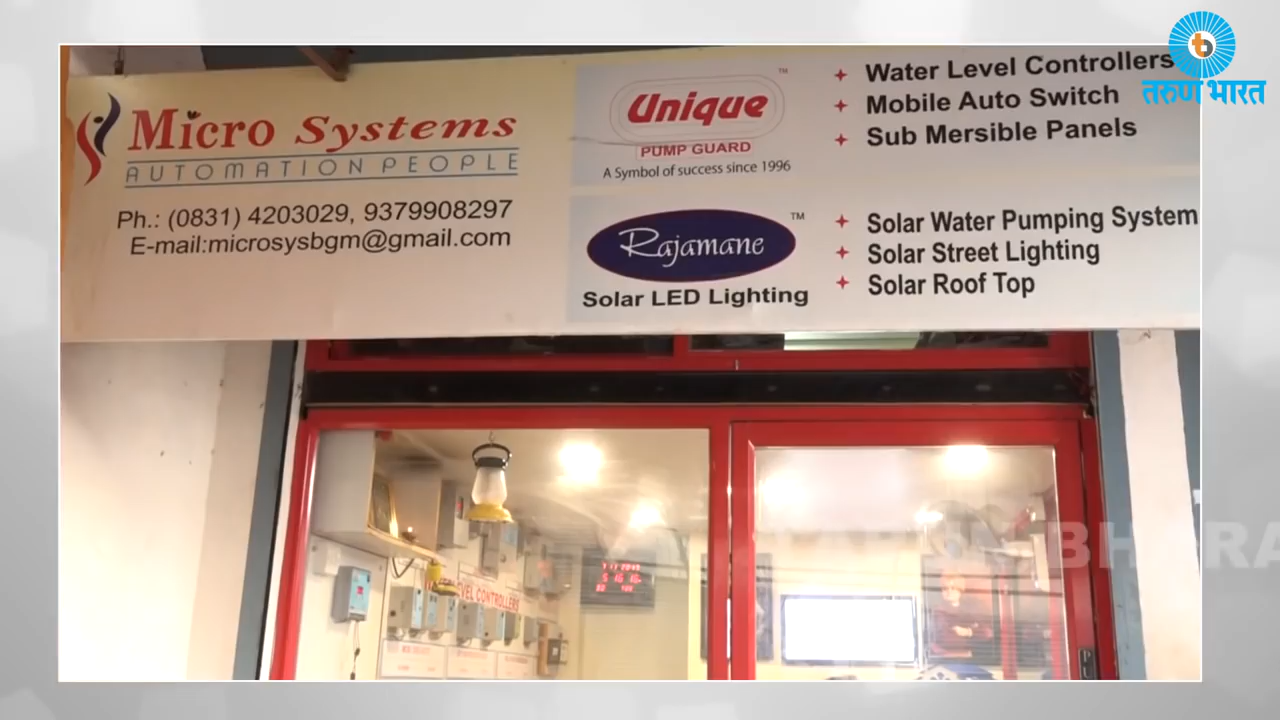 तरुण भारत
Micro Systems
AUTOMATION PEOPLE
Ph.: (0831) 4203029, 9379908297
E-mail:microsysbgm@gmail.com
Unique
TM
PUMP GUARD
A Symbol of success since 1996
Water Level Controllers
Mobile Auto Switch
Sub Mersible Panels
Rajamane
TM
Solar LED Lighting
Solar Water Pumping System
Solar Street Lighting
Solar Roof Top
LEVEL CONTROLLERS